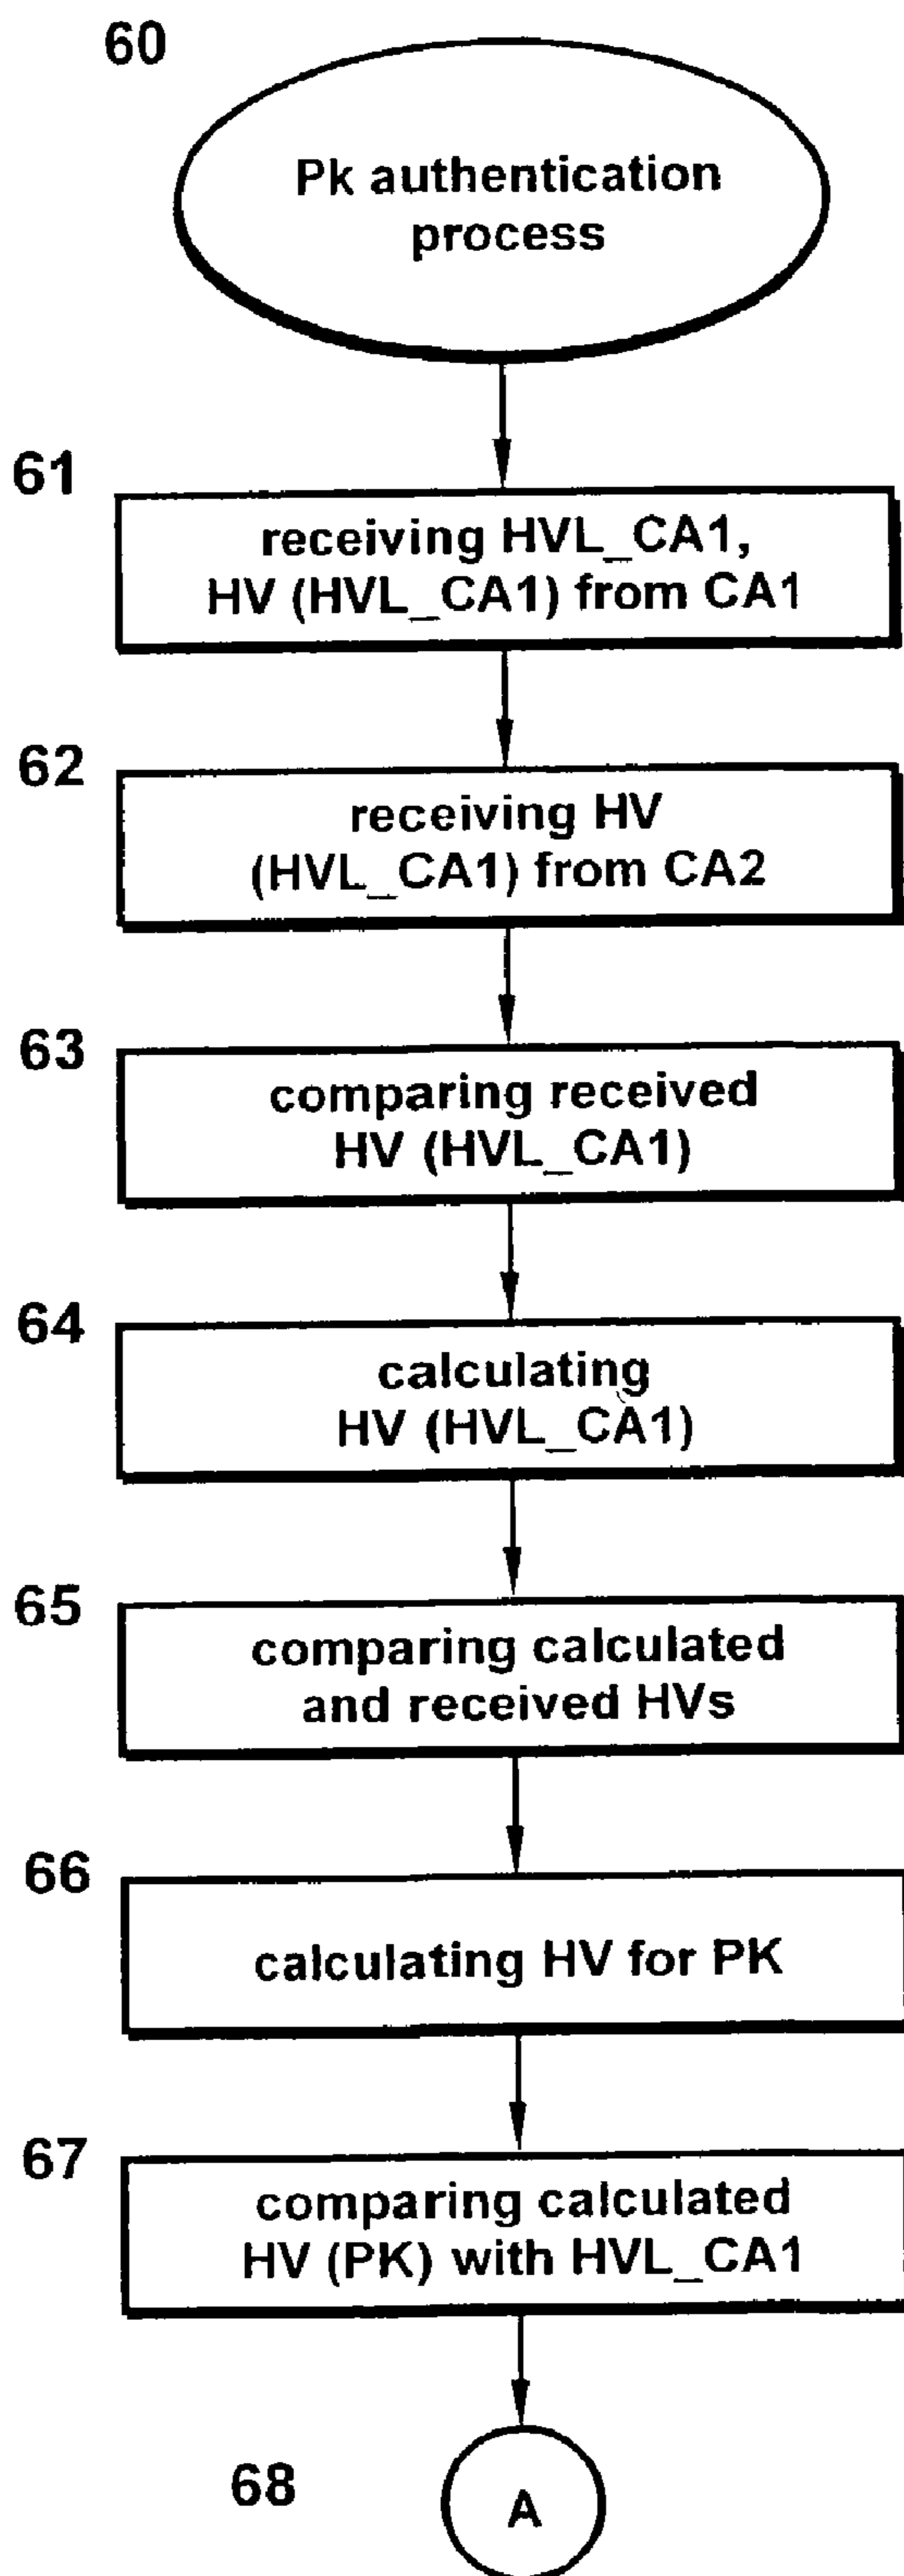 60
Pk authentication
process
61
receiving HVL_CA1,
HV (HVL_CA1) from CA1
62
receiving HV
(HVL_CA1) from CA2
63
comparing received
HV (HVL_CA1)
64
calculating
HV (HVL_CA1)
65
comparing calculated
and received HVs
66
calculating HV for PK
67
comparing calculated
HV (PK) with HVL_CA1
68
A